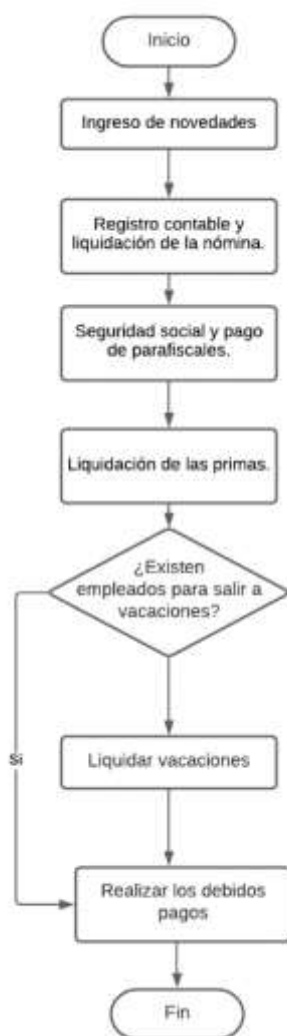 Inicio
Ingreso de novedades
Registro contable y
liquidación de la nómina.
Seguridad social y pago
de parafiscales.
Liquidación de las primas.
¿Existen
empleados para salir a
vacaciones?
Si
Liquidar vacaciones
Realizar los debidos
pagos
Fin